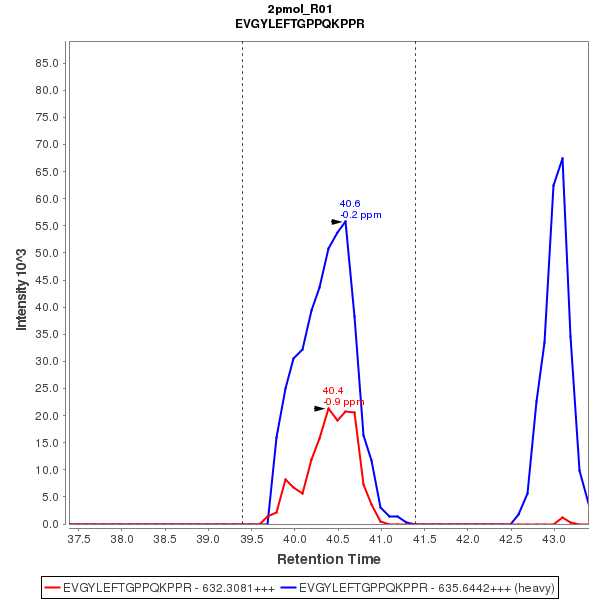 2pmol_R01
EVGYLEFTGPPQKPPR
Intensity 10^3
85.0
80.0
75.0
70.0
65.0
60.0
55.0
50.0
45.0
40.0
35.0
30.0
25.0
20.0
15.0
10.0
5.0
0.0
40.6
-0.2 ppm
40.4
-0.9 ppm
37.5 38.0 38.5 39.0 39.5 40.0 40.5 41.0 41.5 42.0 42.5 43.0
Retention Time
EVGYLEFTGPPQKPPR - 632.3081+++ EVGYLEFTGPPQKPPR - 635.6442+++ (heavy)